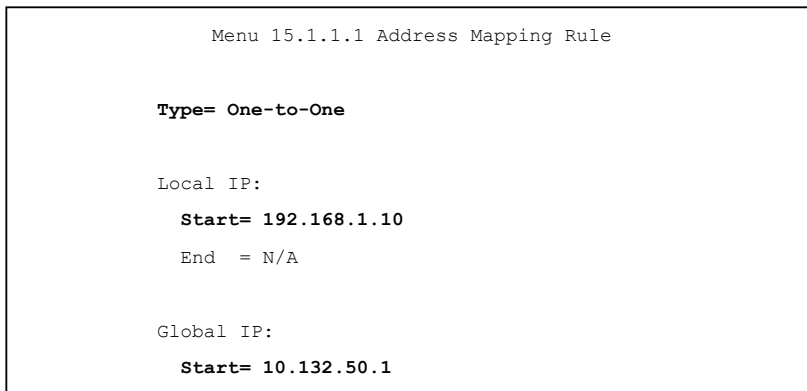 Menu 15.1.1.1 Address Mapping Rule
Type= One-to-One
Local IP:
Start= 192.168.1.10
End = N/A
Global IP:
Start= 10.132.50.1